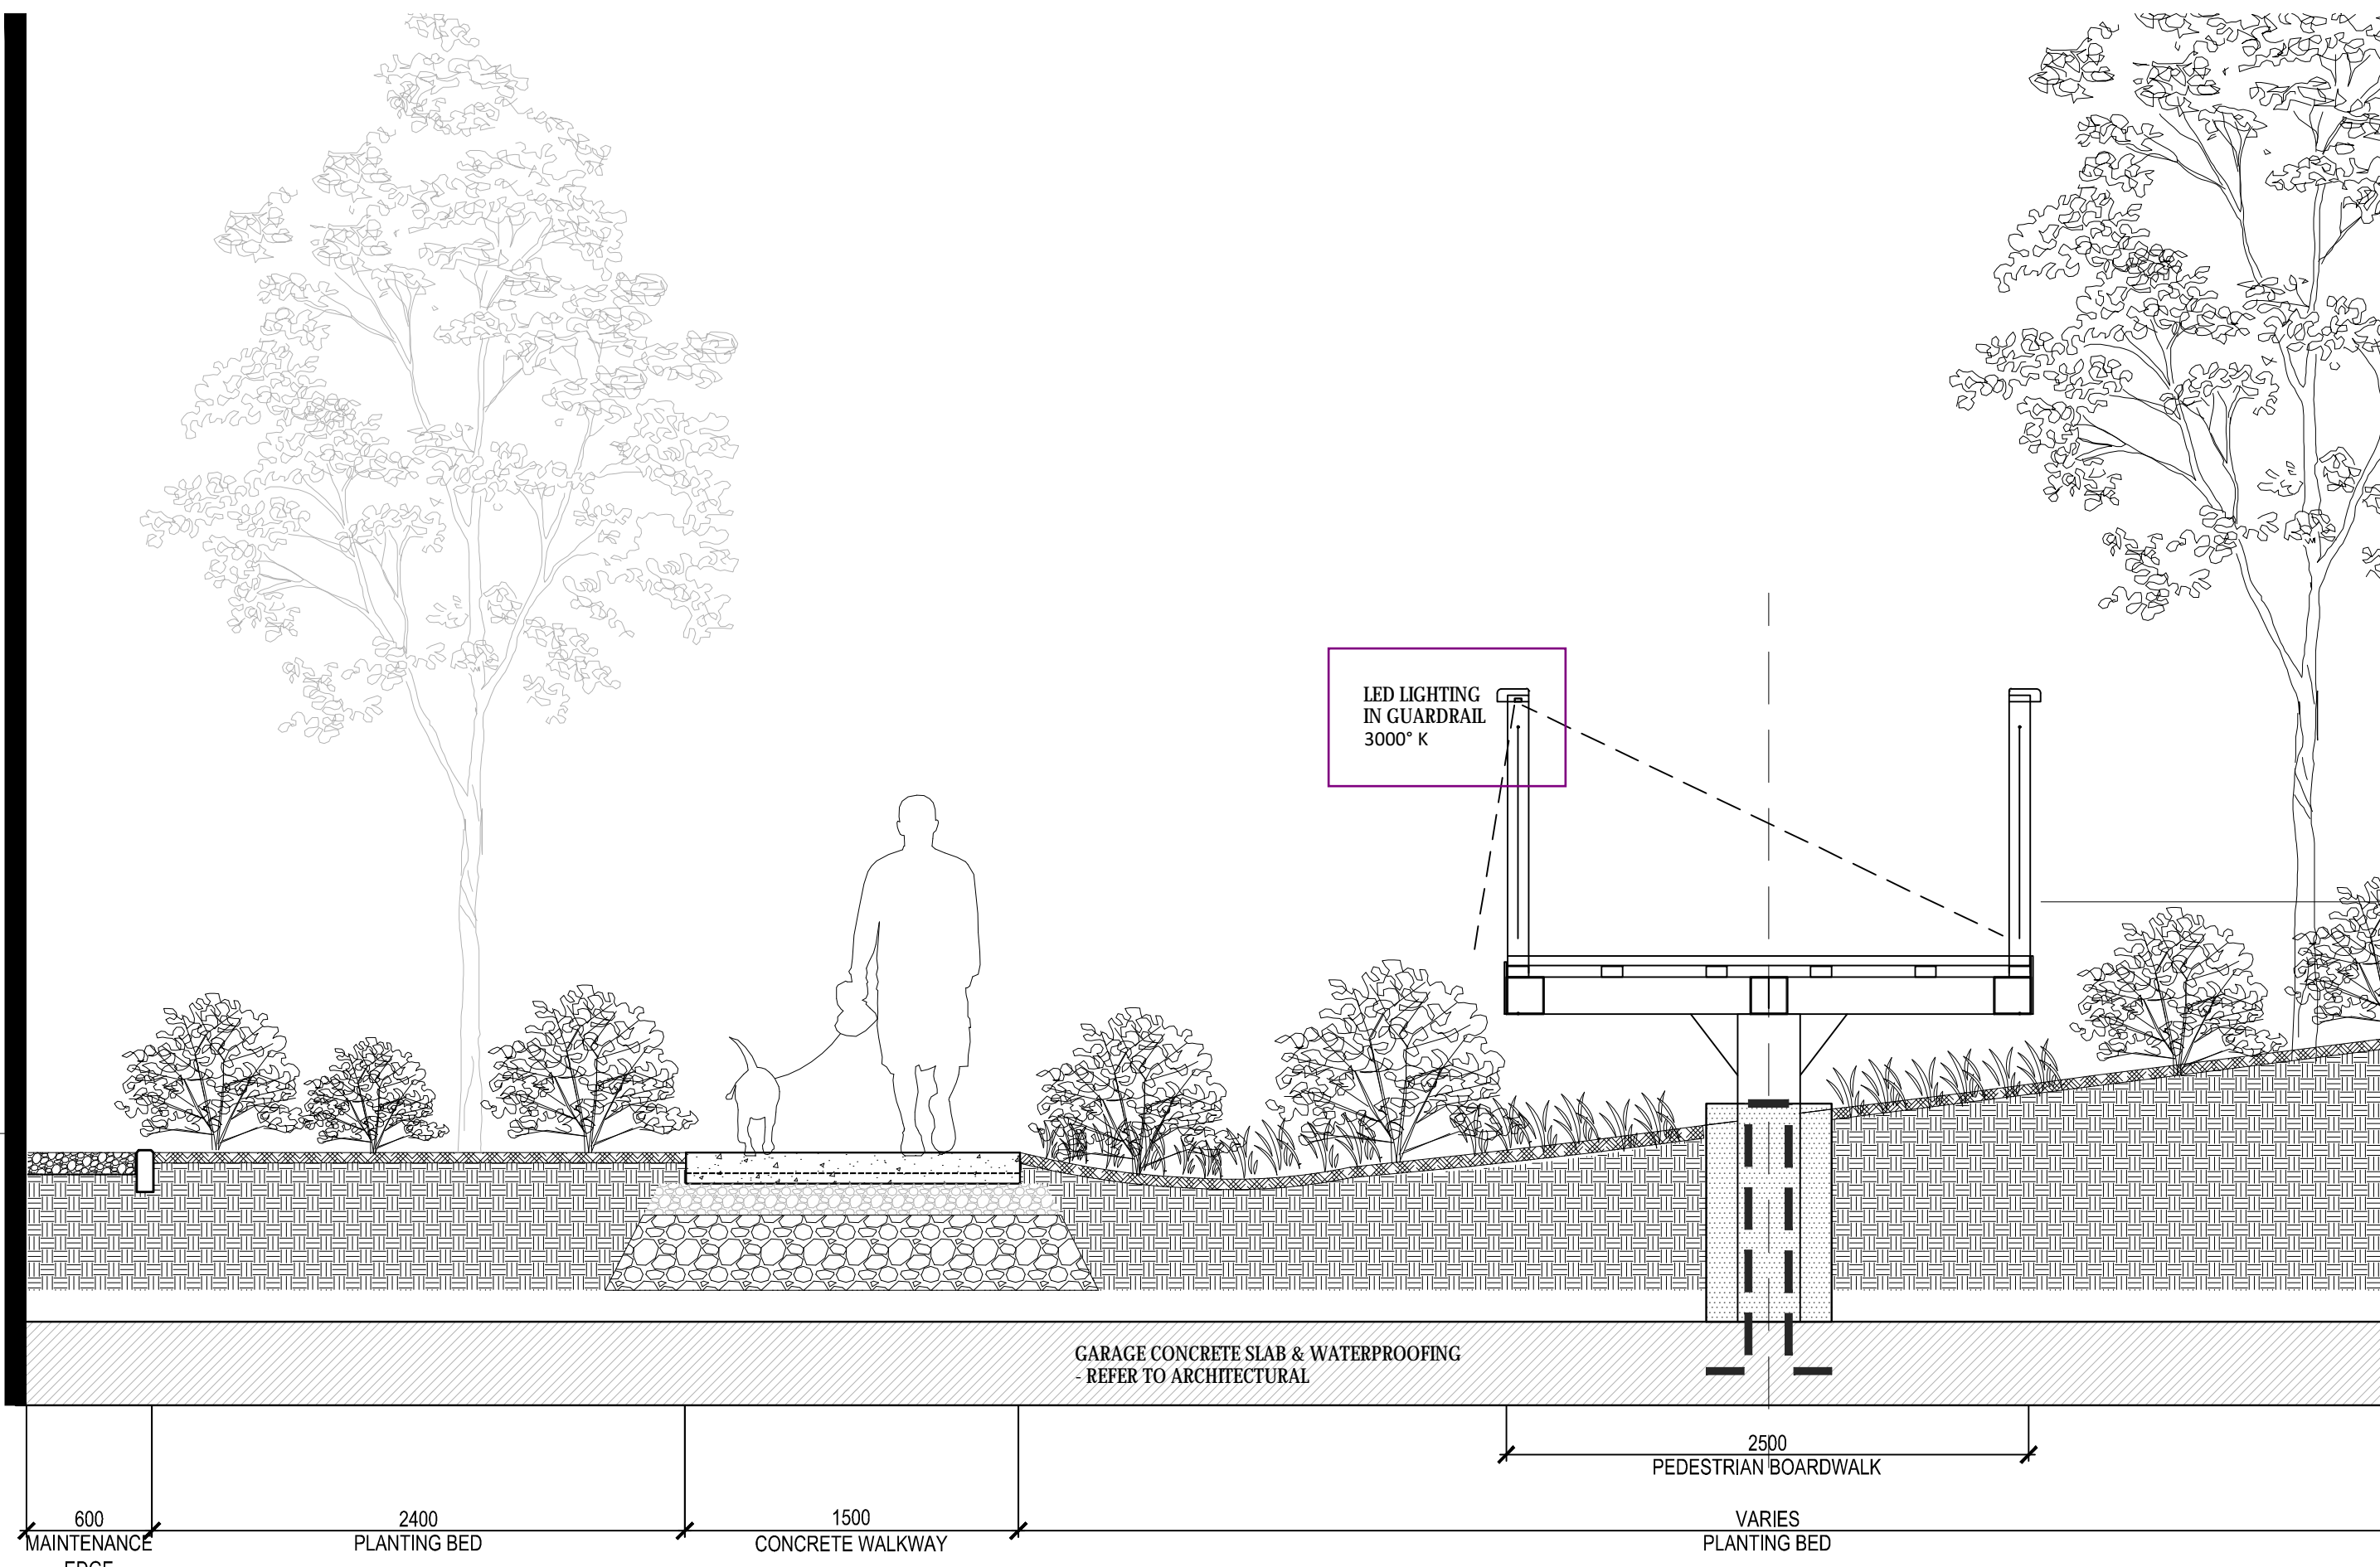 LED LIGHTING
IN GUARDRAIL
3000° K
GARAGE CONCRETE SLAB & WATERPROOFING
- REFER TO ARCHITECTURAL
2500
PEDESTRIAN BOARDWALK
600
MAINTENANCE
EDGE
2400
PLANTING BED
1500
CONCRETE WALKWAY
VARIES
PLANTING BED